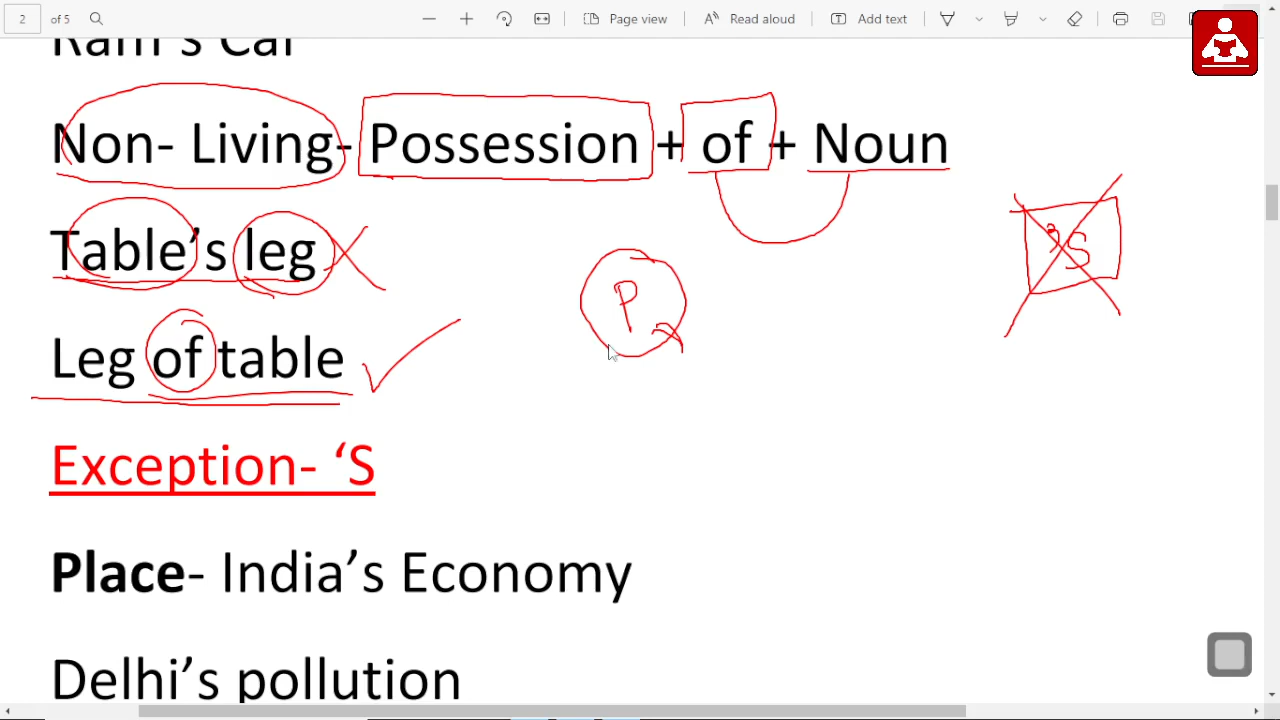 2 of 5 Page view Read aloud Add text
Ram's Car
Non- Living- Possession + of + Noun
's
Table's leg
P
Leg of table
Exception- ‘S
Place- India’s Economy
Delhi’s pollution